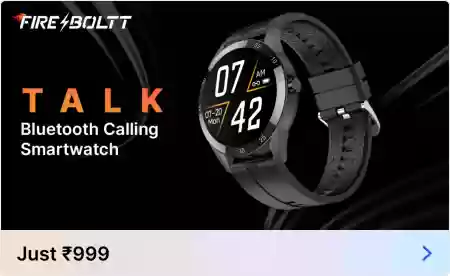 FIRE BOLTT
TALK
Bluetooth Calling
Smartwatch
07
AM
07-20
Mon
42
Just ₹999